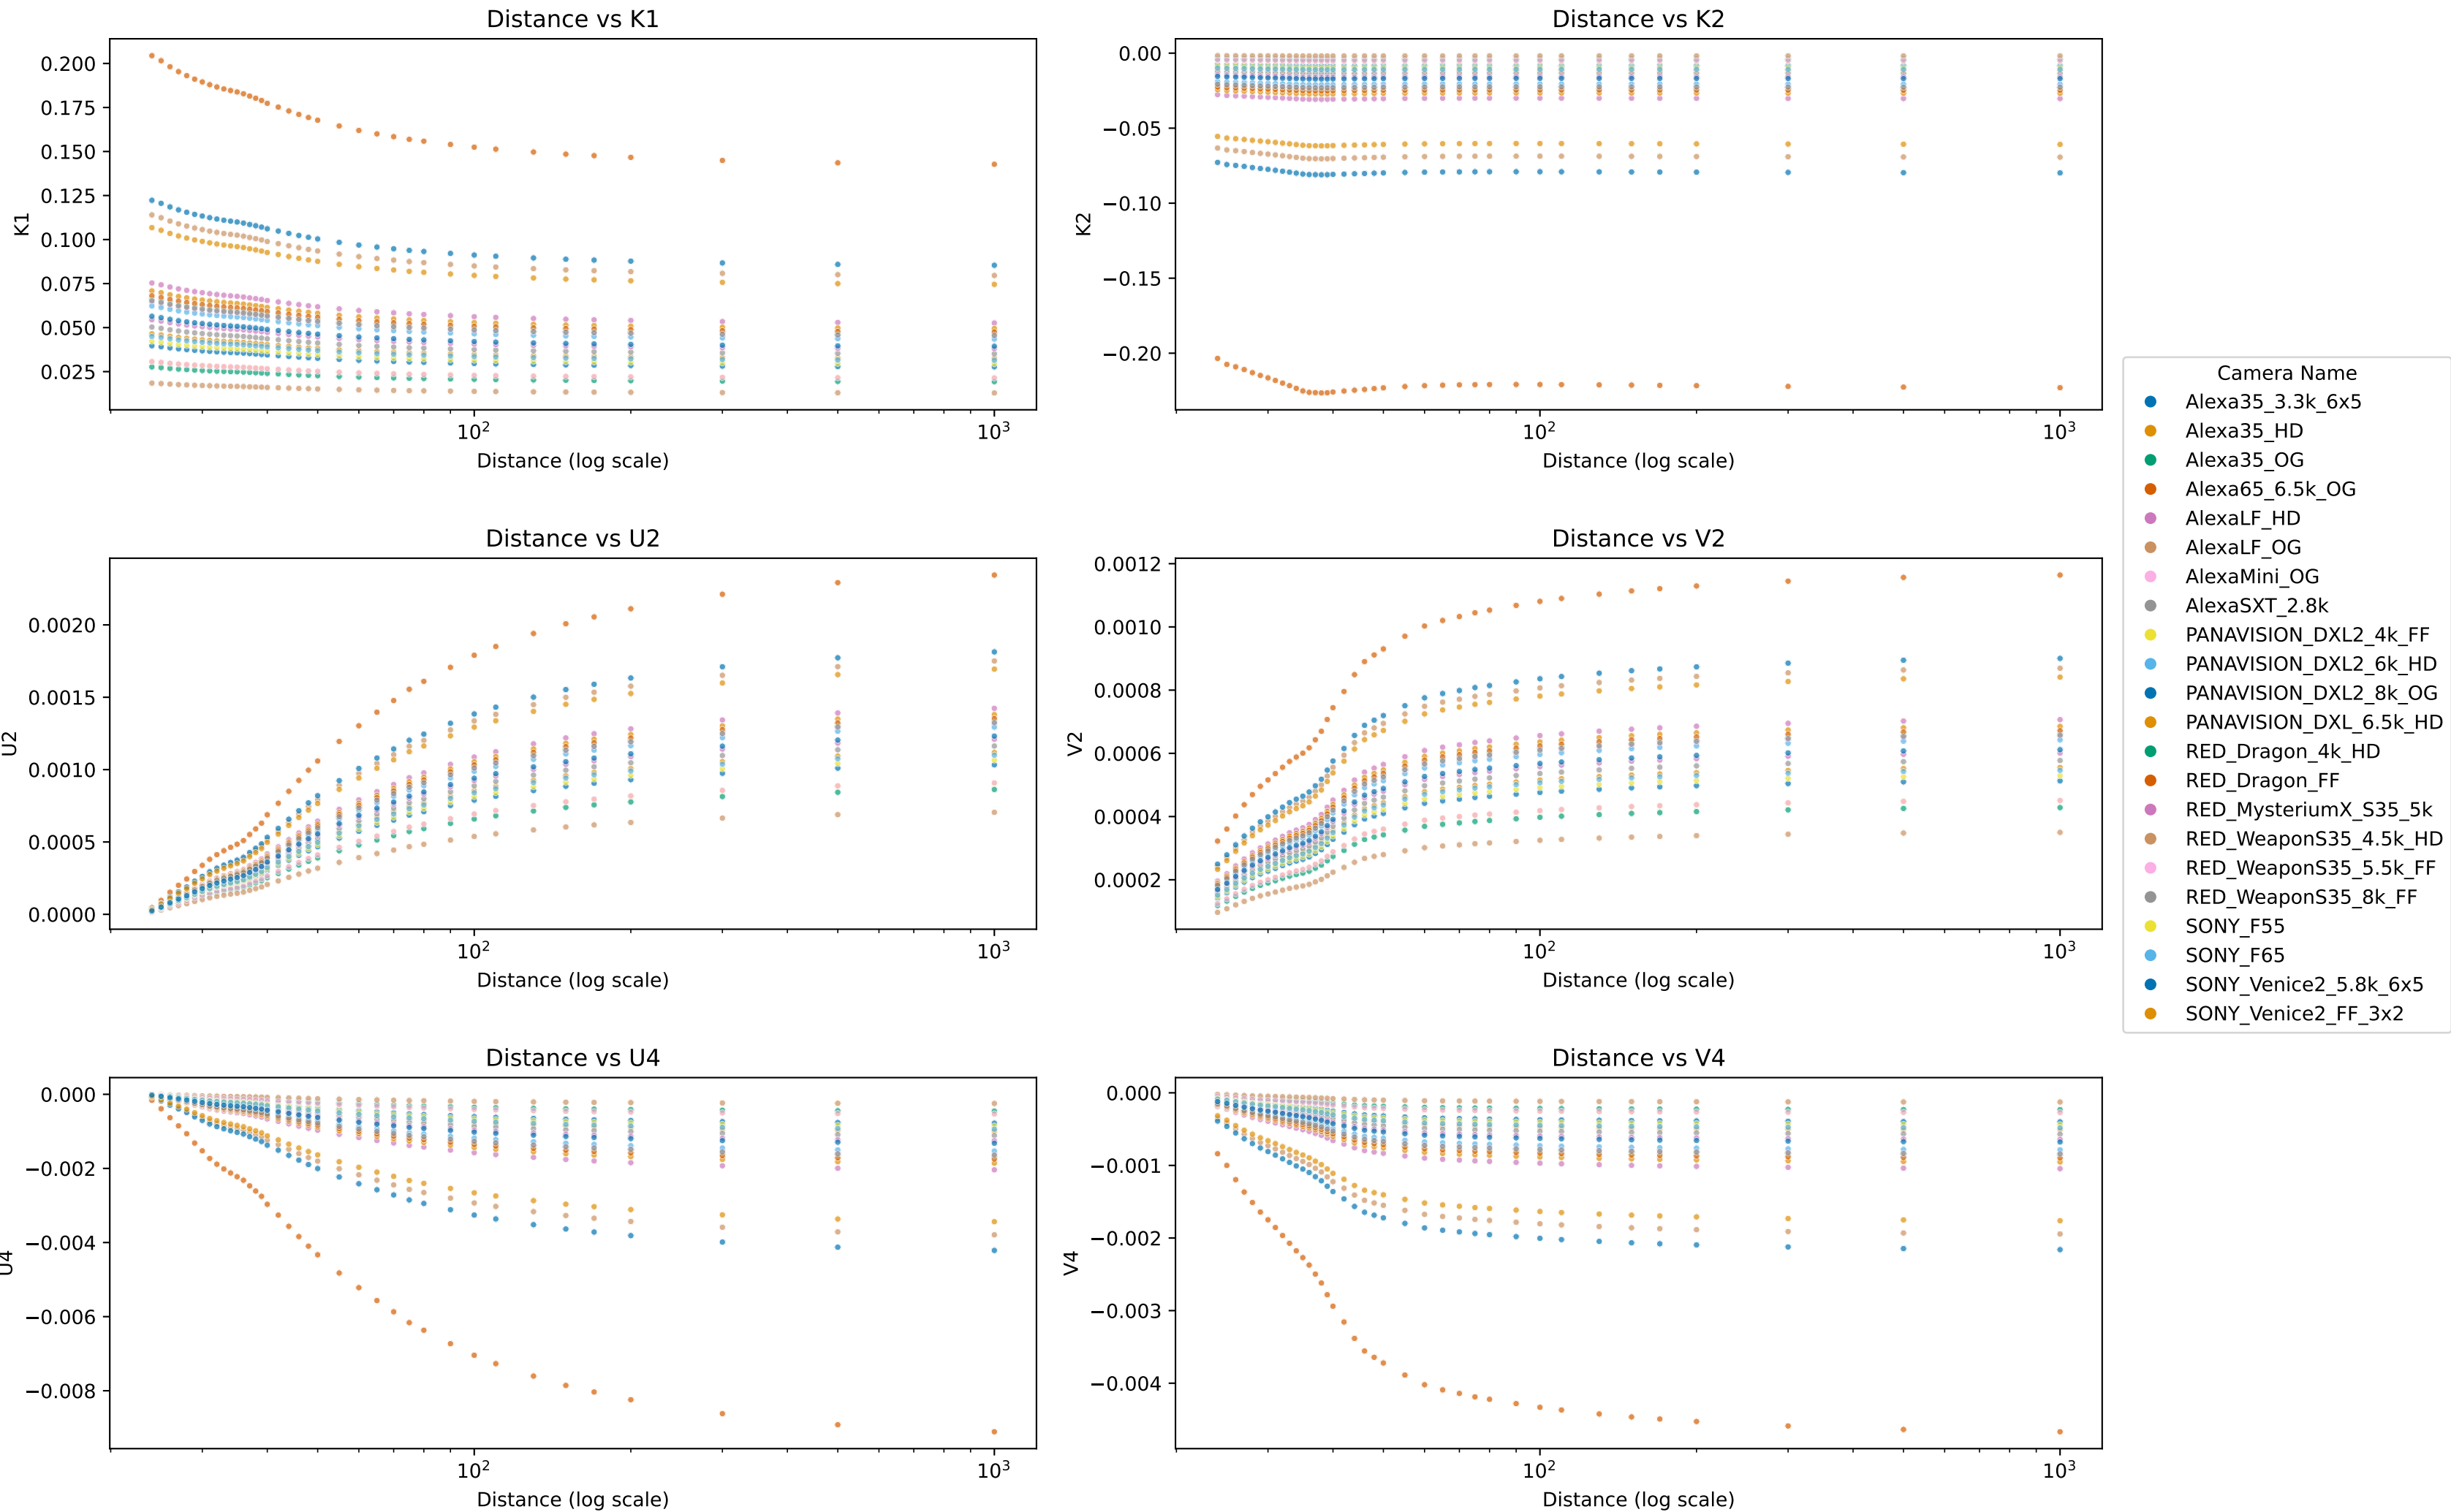 Distance vs K1
0.200
0.175
0.150
0.125
0.100
0.075
0.050
0.025
K1
10²
10³
Distance (log scale)
Distance vs K2
0.00
−0.05
−0.10
−0.15
−0.20
K2
10²
10³
Distance (log scale)
Distance vs U2
0.0020
0.0015
0.0010
0.0005
0.0000
U2
10²
10³
Distance (log scale)
Distance vs V2
0.0012
0.0010
0.0008
0.0006
0.0004
0.0002
V2
10²
10³
Distance (log scale)
Distance vs U4
0.000
−0.002
−0.004
−0.006
−0.008
U4
10²
10³
Distance (log scale)
Distance vs V4
0.000
−0.001
−0.002
−0.003
−0.004
V4
10²
10³
Distance (log scale)
Camera Name
Alexa35_3.3k_6x5
Alexa35_HD
Alexa35_OG
Alexa65_6.5k_OG
AlexaLF_HD
AlexaLF_OG
AlexaMini_OG
AlexaSXT_2.8k
PANAVISION_DXL2_4k_FF
PANAVISION_DXL2_6k_HD
PANAVISION_DXL2_8k_OG
PANAVISION_DXL_6.5k_HD
RED_Dragon_4k_HD
RED_Dragon_FF
RED_MysteriumX_S35_5k
RED_WeaponS35_4.5k_HD
RED_WeaponS35_5.5k_FF
RED_WeaponS35_8k_FF
SONY_F55
SONY_F65
SONY_Venice2_5.8k_6x5
SONY_Venice2_FF_3x2